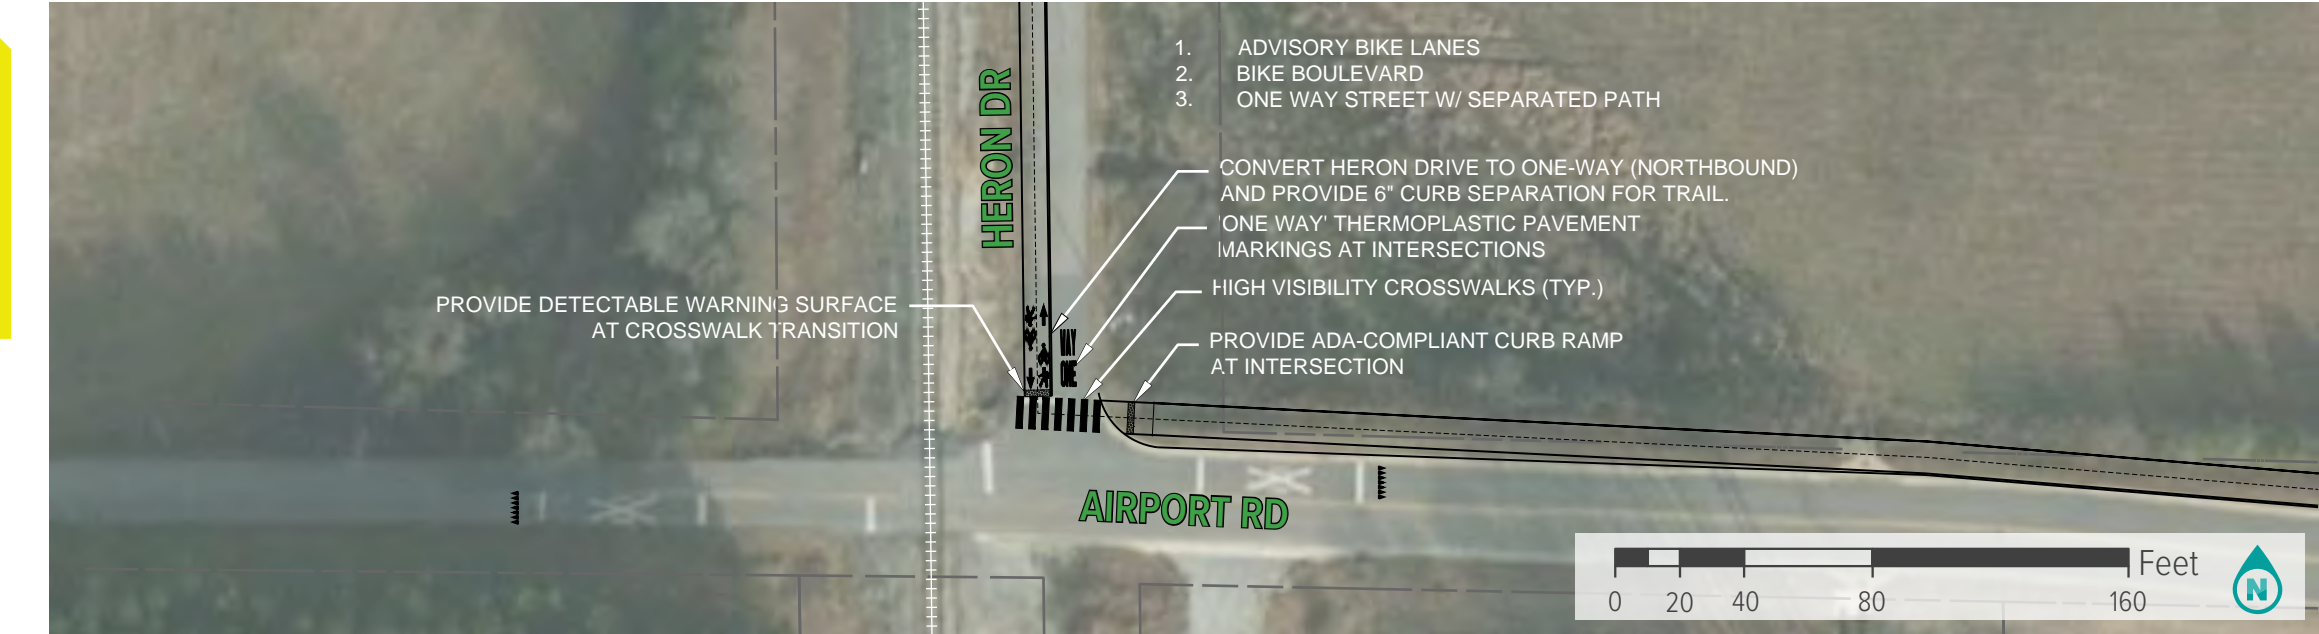 1. ADVISORY BIKE LANES
2. BIKE BOULEVARD
3. ONE WAY STREET W/ SEPARATED PATH
HERON DR
CONVERT HERON DRIVE TO ONE-WAY (NORTHBOUND)
AND PROVIDE 6" CURB SEPARATION FOR TRAIL.
'ONE WAY' THERMOPLASTIC PAVEMENT
MARKINGS AT INTERSECTIONS
HIGH VISIBILITY CROSSWALKS (TYP.)
PROVIDE DETECTABLE WARNING SURFACE
AT CROSSWALK TRANSITION
PROVIDE ADA-COMPLIANT CURB RAMP
AT INTERSECTION
WAY
ONE
AIRPORT RD
Feet
0 20 40 80 160
N